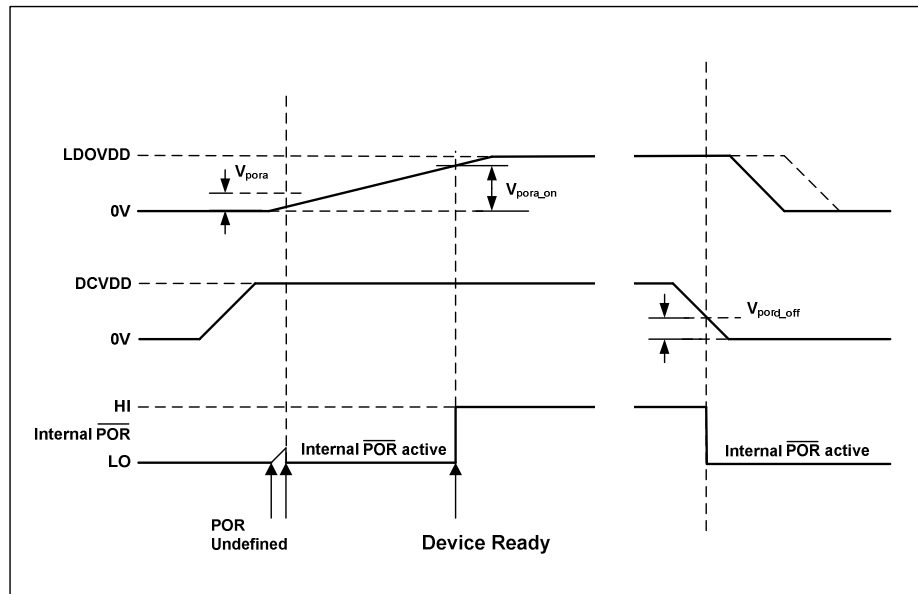 LDOVDD
Vpora
Vpora_on
0V
DCVDD
Vpord_off
0V
HI
Internal POR
LO
Internal POR active
Internal POR active
POR
Undefined
Device Ready